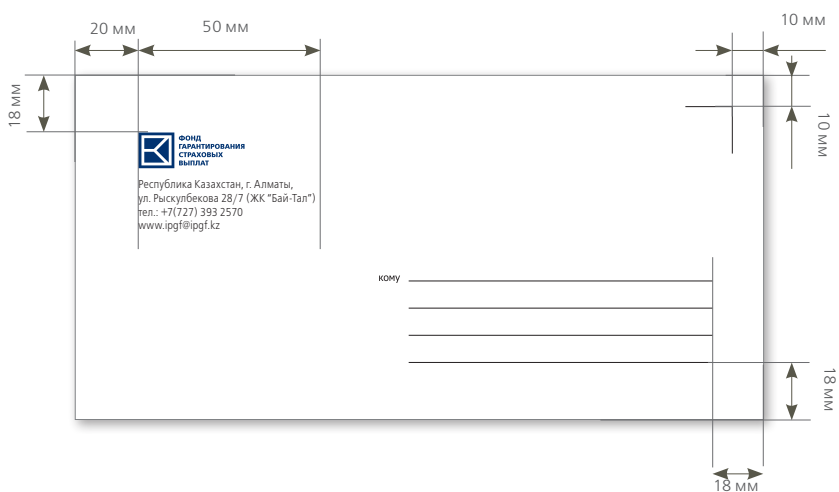 20 мм
50 мм
10 мм
18 мм
10 мм
ФОНД
ГАРАНТИРОВАНИЯ
СТРАХОВЫХ
ВЫПЛАТ
Республика Казахстан, г. Алматы,
ул. Рыскулбекова 28/7 (ЖК "Бай-Тал")
тел.: +7(727) 393 2570
www.ipgf@ipgf.kz
кому
18 мм
18 мм